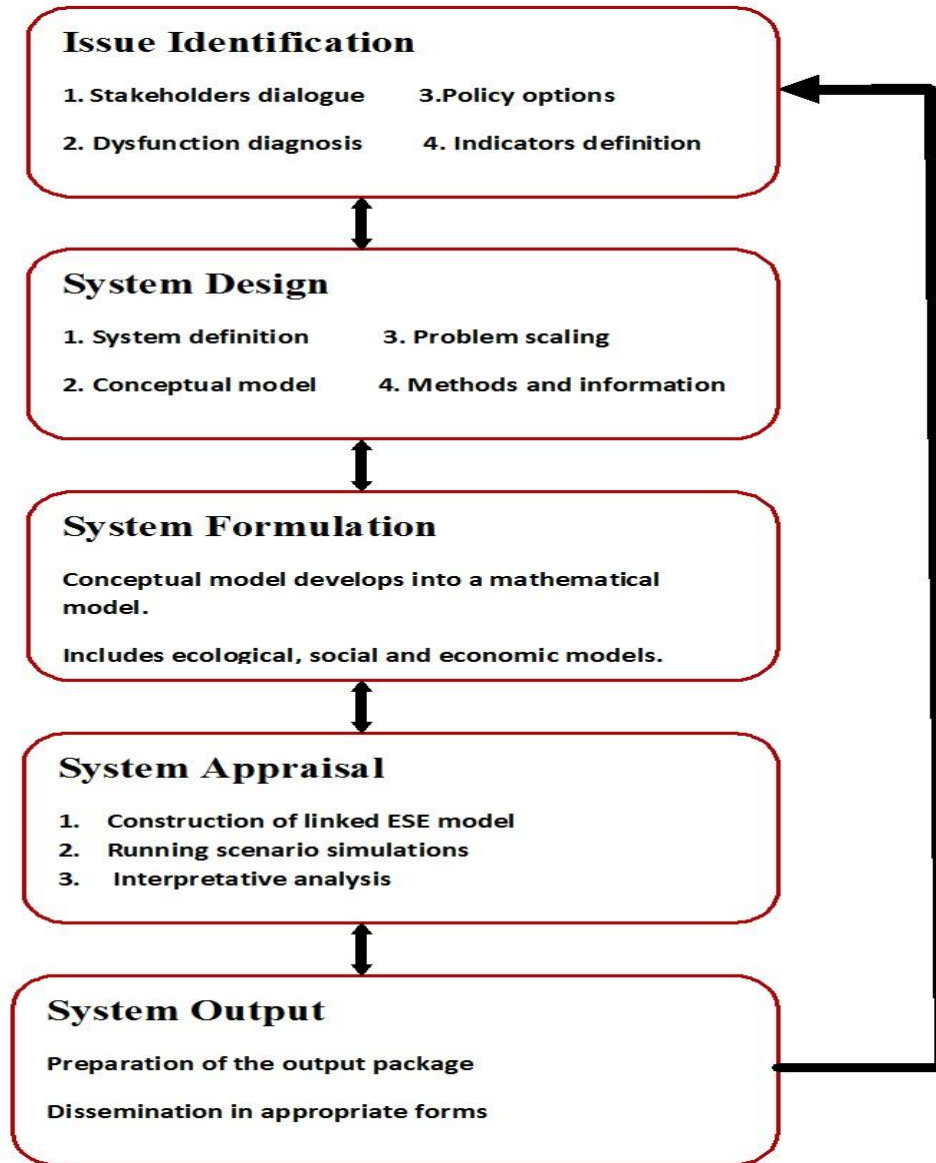 Issue Identification
1. Stakeholders dialogue 3.Policy options
2. Dysfunction diagnosis 4. Indicators definition
System Design
1. System definition 3. Problem scaling
2. Conceptual model 4. Methods and information
System Formulation
Conceptual model develops into a mathematical
model.
Includes ecological, social and economic models.
System Appraisal
1. Construction of linked ESE model
2. Running scenario simulations
3. Interpretative analysis
System Output
Preparation of the output package
Dissemination in appropriate forms